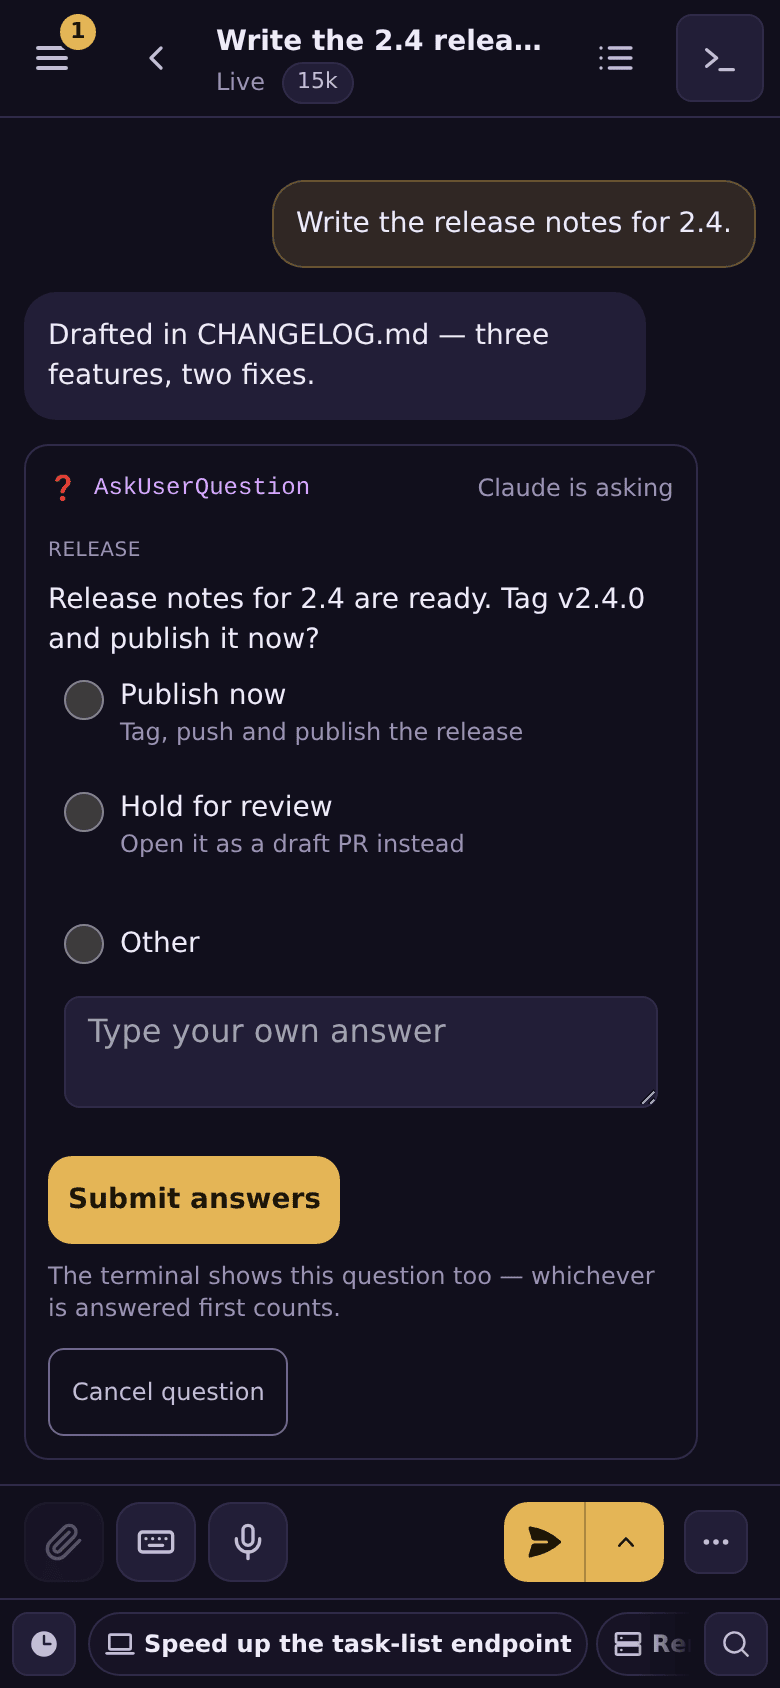 1
Write the 2.4 relea...
Live 15k
Write the release notes for 2.4.
Drafted in CHANGELOG.md — three
features, two fixes.
❓ AskUserQuestion Claude is asking
RELEASE
Release notes for 2.4 are ready. Tag v2.4.0
and publish it now?
Publish now
Tag, push and publish the release
Hold for review
Open it as a draft PR instead
Other
Type your own answer
Submit answers
The terminal shows this question too — whichever
is answered first counts.
Cancel question
Speed up the task-list endpoint